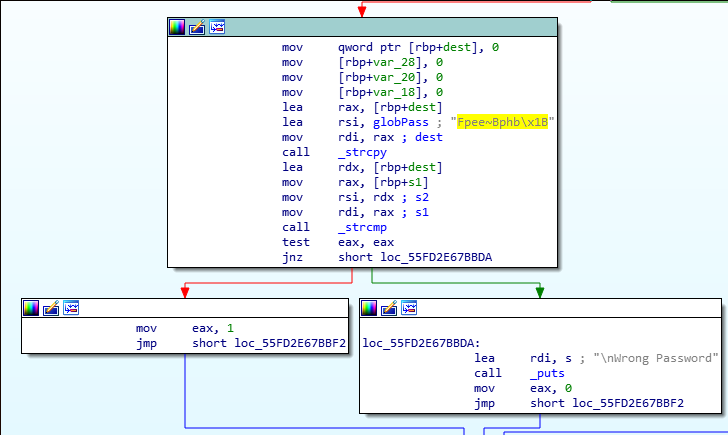 mov qword ptr [rbp+dest], 0
mov [rbp+var_28], 0
mov [rbp+var_20], 0
mov [rbp+var_18], 0
lea rax, [rbp+dest]
lea rsi, globPass ; "Fpee~Bphb\x1B"
mov rdi, rax ; dest
call _strcpy
lea rdx, [rbp+dest]
mov rax, [rbp+s1]
mov rsi, rdx ; s2
mov rdi, rax ; s1
call _strcmp
test eax, eax
jnz short loc_55FD2E67BBDA
mov eax, 1
jmp short loc_55FD2E67BBF2
loc_55FD2E67BBDA:
lea rdi, s ; "\nWrong Password"
call _puts
mov eax, 0
jmp short loc_55FD2E67BBF2